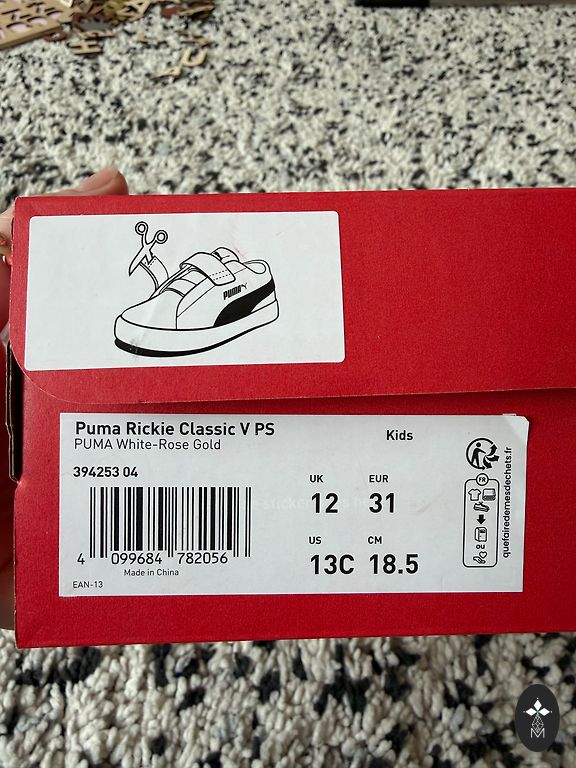 PUMA
Puma Rickie Classic V PS
PUMA White-Rose Gold
Kids
394253 04
UK EUR
12 31
US CM
13C 18.5
4 099684 782056
Made in China
EAN-13
FR
OU
quefairedemesdechets.fr
M